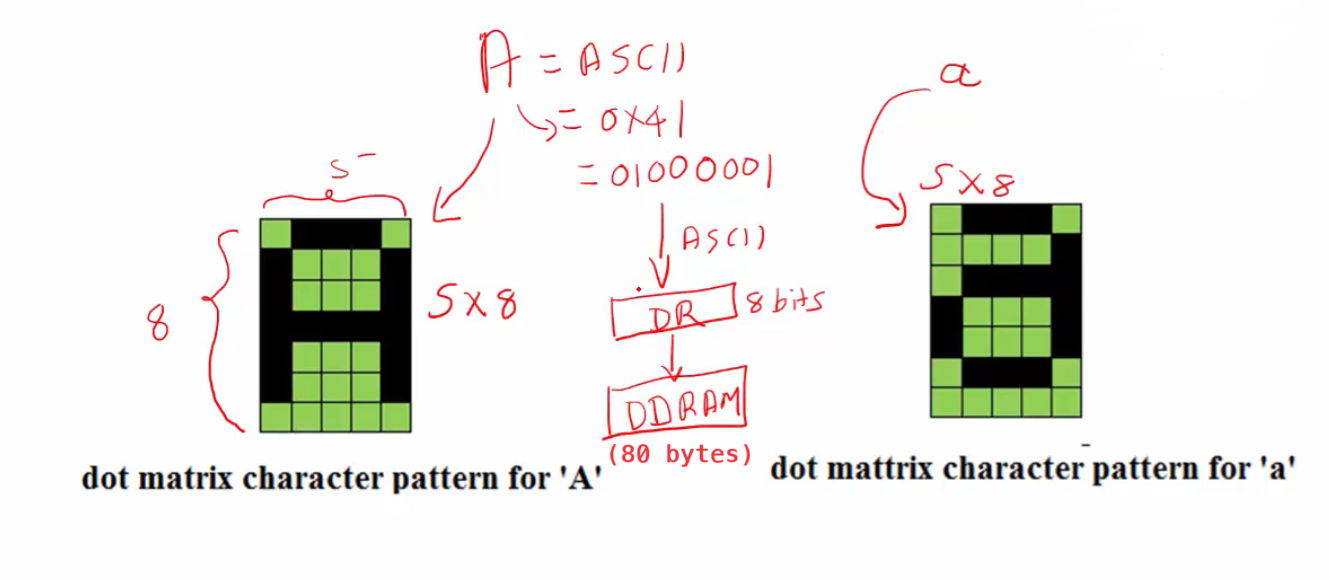 A = ASCII
= 0x41
= 01000001
a
5
5x8
8
5x8
ASCII
DR
8 bits
DDRAM
(80 bytes)
dot matrix character pattern for 'A'
dot mattrix character pattern for 'a'